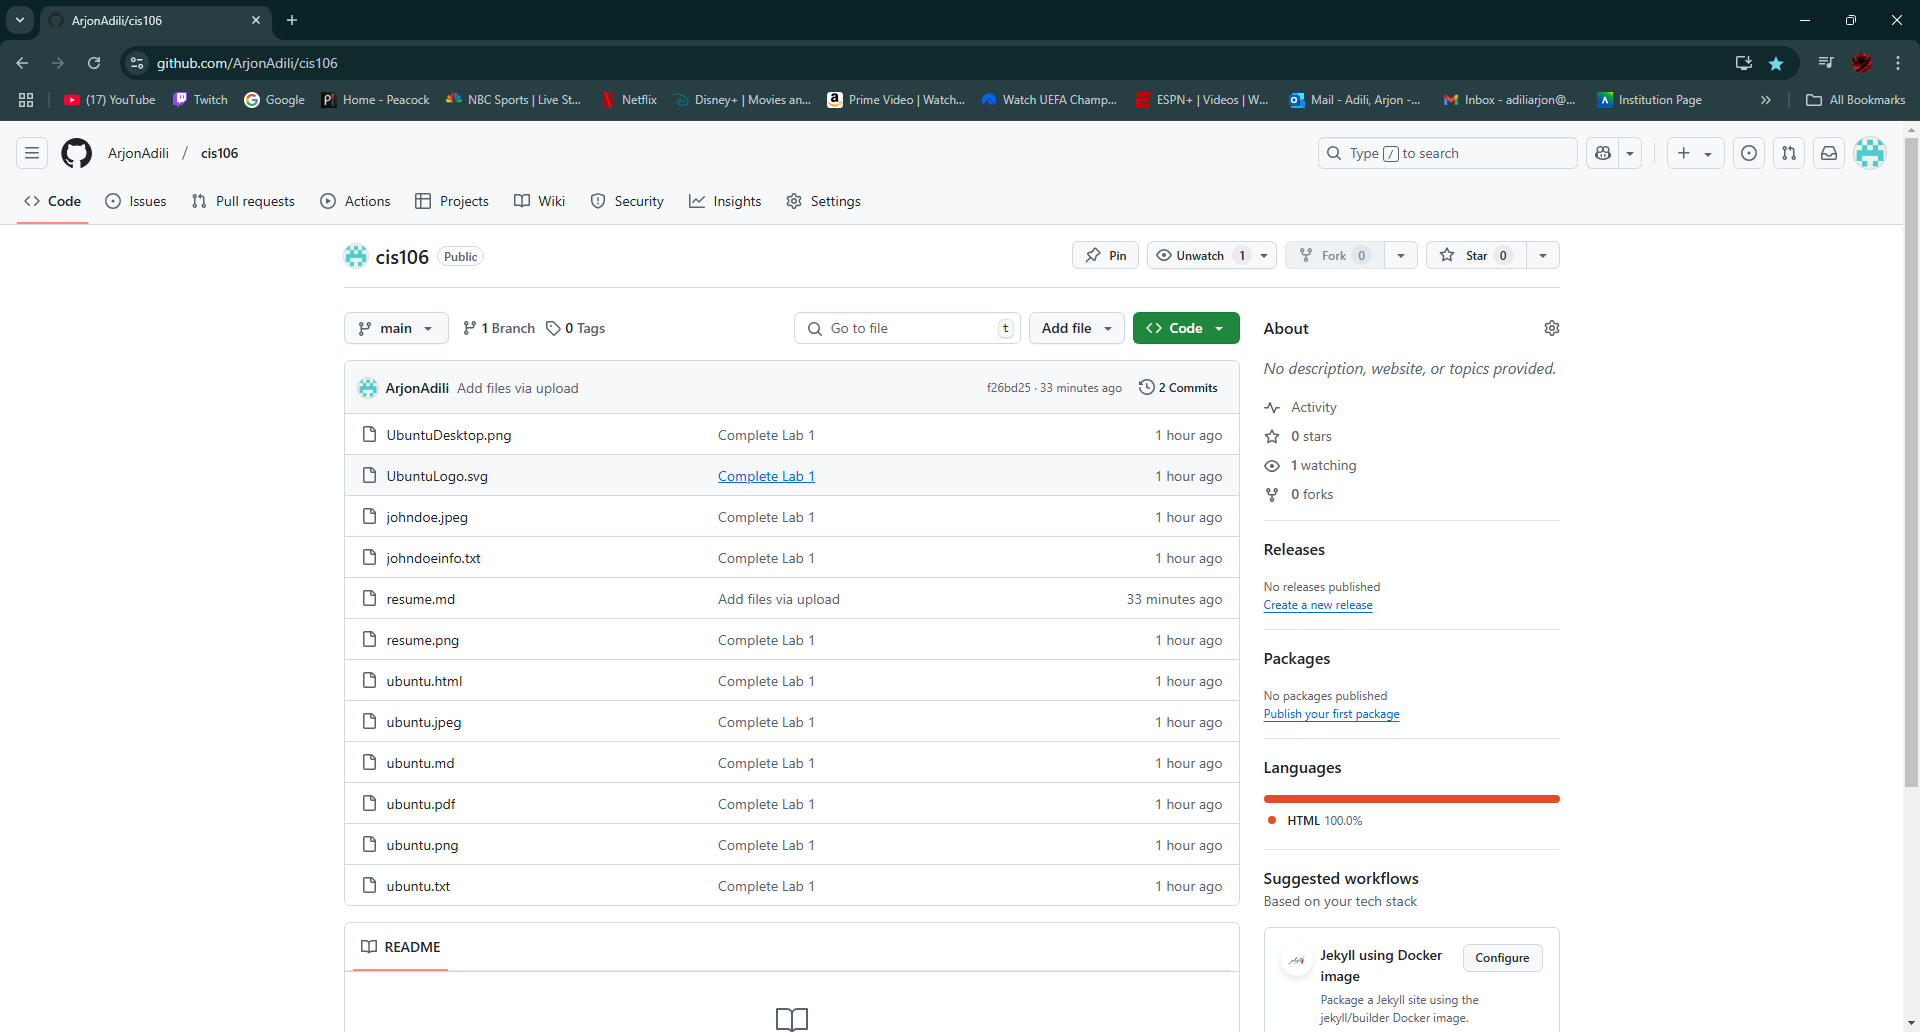 ArjonAdili/cis106
github.com/ArjonAdili/cis106
(17) YouTube
Twitch
Google
Home - Peacock
NBC Sports | Live St...
Netflix
Disney+ | Movies an...
Prime Video | Watch...
Watch UEFA Champ...
ESPN+ | Videos | W...
Mail - Adili, Arjon -...
Inbox - adiliarjon@...
Institution Page
All Bookmarks
ArjonAdili / cis106
Type / to search
Code
Issues
Pull requests
Actions
Projects
Wiki
Security
Insights
Settings
cis106 Public
Pin
Unwatch 1
Fork 0
Star 0
main
1 Branch
0 Tags
Go to file t
Add file
Code
ArjonAdili Add files via upload f26bd25 · 33 minutes ago 2 Commits
UbuntuDesktop.png Complete Lab 1 1 hour ago
UbuntuLogo.svg Complete Lab 1 1 hour ago
johndoe.jpeg Complete Lab 1 1 hour ago
johndoeinfo.txt Complete Lab 1 1 hour ago
resume.md Add files via upload 33 minutes ago
resume.png Complete Lab 1 1 hour ago
ubuntu.html Complete Lab 1 1 hour ago
ubuntu.jpeg Complete Lab 1 1 hour ago
ubuntu.md Complete Lab 1 1 hour ago
ubuntu.pdf Complete Lab 1 1 hour ago
ubuntu.png Complete Lab 1 1 hour ago
ubuntu.txt Complete Lab 1 1 hour ago
README
About
No description, website, or topics provided.
Activity
0 stars
1 watching
0 forks
Releases
No releases published
Create a new release
Packages
No packages published
Publish your first package
Languages
HTML 100.0%
Suggested workflows
Based on your tech stack
Jekyll using Docker
image
Configure
Package a Jekyll site using the
jekyll/builder Docker image.